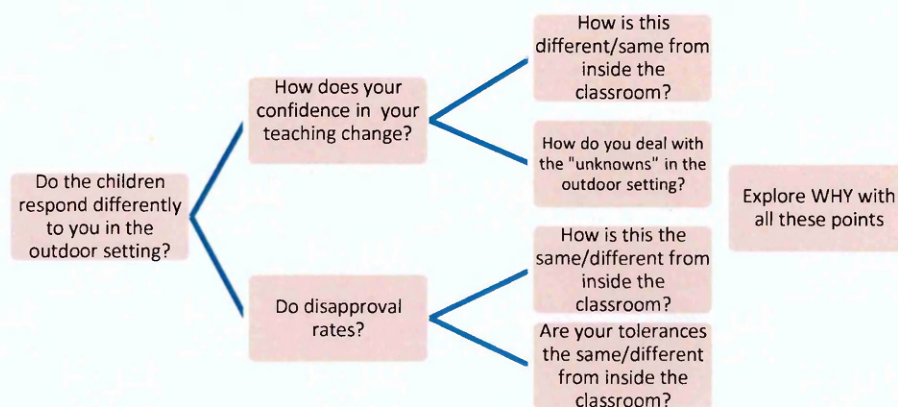 Do the children
respond differently
to you in the
outdoor setting?
How does your
confidence in your
teaching change?
How is this
different/same from
inside the
classroom?
How do you deal with
the "unknowns" in the
outdoor setting?
Do disapproval
rates?
How is this the
same/different from
inside the
classroom?
Are your tolerances
the same/different
from inside the
classroom?
Explore WHY with
all these points